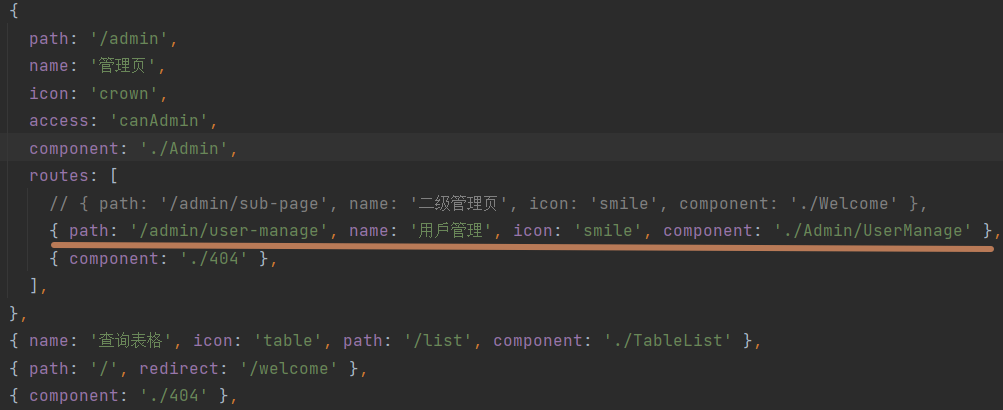 {
path: '/admin',
name: '管理页',
icon: 'crown',
access: 'canAdmin',
component: './Admin',
routes: [
// { path: '/admin/sub-page', name: '二级管理页', icon: 'smile', component: './Welcome' },
{ path: '/admin/user-manage', name: '用戶管理', icon: 'smile', component: './Admin/UserManage' },
{ component: './404' },
],
},
{ name: '查询表格', icon: 'table', path: '/list', component: './TableList' },
{ path: '/', redirect: '/welcome' },
{ component: './404' },